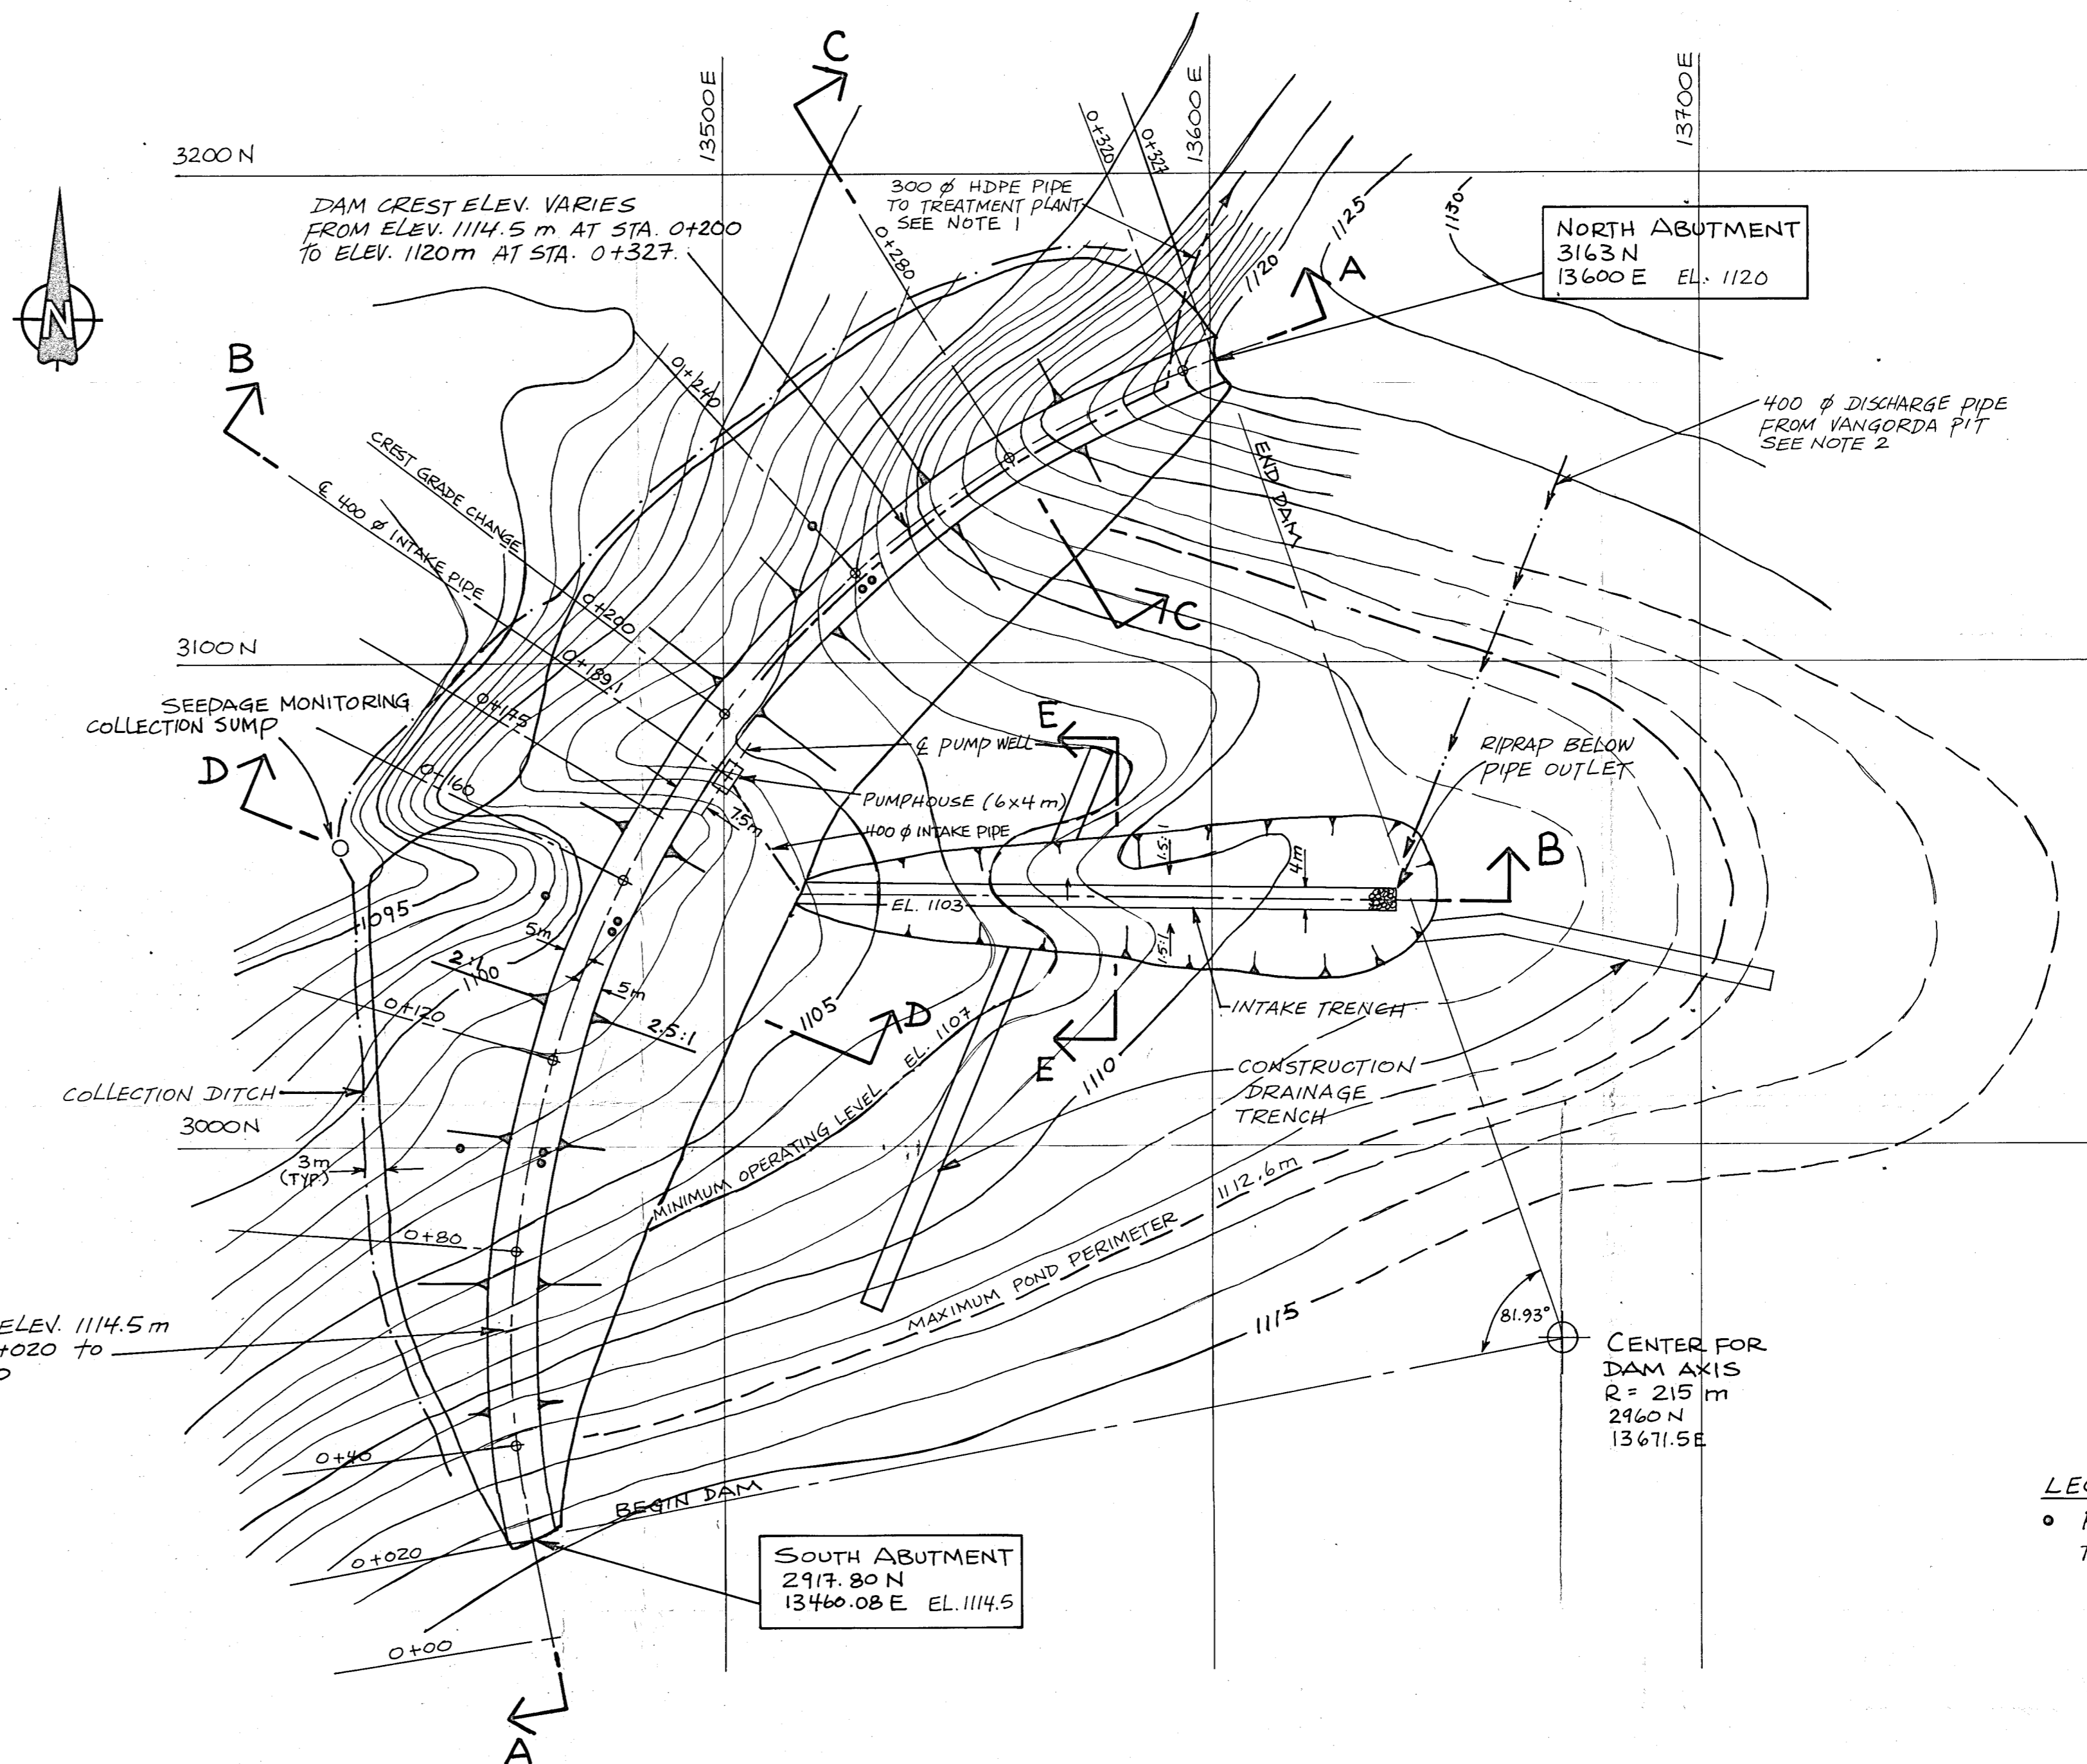 C
13500 E
13600 E
13700 E
3200 N
DAM CREST ELEV. VARIES
FROM ELEV. 1114.5 m AT STA. 0+200
TO ELEV. 1120m AT STA. 0+327.
300 ϕ HDPE PIPE
TO TREATMENT PLANT
SEE NOTE 1
0+320
0+327
1125
1130
NORTH ABUTMENT
3163 N
13600 E EL. 1120
N
0+280
1120
A
B
0+240
400 ϕ DISCHARGE PIPE
FROM VANGORDA PIT
SEE NOTE 2
CREST GRADE CHANGE
℄ 400 ϕ INTAKE PIPE
END DAM
0+200
C
3100 N
0+189.1
SEEDAGE MONITORING
COLLECTION SUMP
0+175
E
℄ PUMP WELL
RIPRAP BELOW
PIPE OUTLET
D
0+160
PUMPHOUSE (6x4 m)
7.5m
400 ϕ INTAKE PIPE
1.5:1
4m
B
1095
EL. 1103
5m
2:1
1100
5m
1.5:1
0+120
2.5:1
1105
D
EL. 1107
INTAKE TRENCH
E
1110
CONSTRUCTION
DRAINAGE
TRENCH
COLLECTION DITCH
3000N
3m
(TYP.)
MINIMUM OPERATING LEVEL
1112.6m
0+80
MAXIMUM POND PERIMETER
1115
81.93°
ELEV. 1114.5 m
+020 to
CENTER FOR
DAM AXIS
R = 215 m
2960 N
13671.5E
0+40
BEGIN DAM
0+020
SOUTH ABUTMENT
2917.80 N
13460.08 E EL. 1114.5
0+00
A